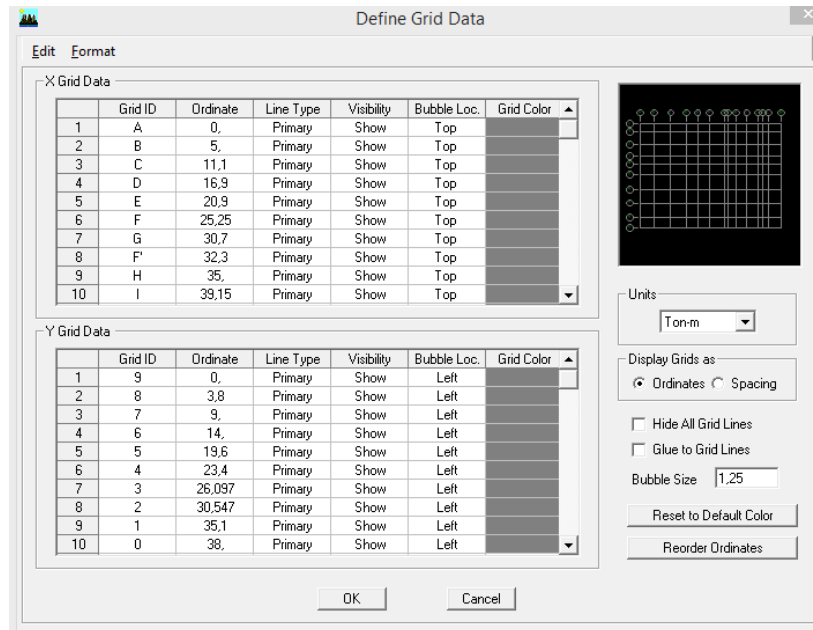 Define Grid Data
Edit Format
X Grid Data
Grid ID Ordinate Line Type Visibility Bubble Loc. Grid Color
1 A 0, Primary Show Top
2 B 5, Primary Show Top
3 C 11,1 Primary Show Top
4 D 16,9 Primary Show Top
5 E 20,9 Primary Show Top
6 F 25,25 Primary Show Top
7 G 30,7 Primary Show Top
8 F' 32,3 Primary Show Top
9 H 35, Primary Show Top
10 I 39,15 Primary Show Top
Y Grid Data
Grid ID Ordinate Line Type Visibility Bubble Loc. Grid Color
1 9 0, Primary Show Left
2 8 3,8 Primary Show Left
3 7 9, Primary Show Left
4 6 14, Primary Show Left
5 5 19,6 Primary Show Left
6 4 23,4 Primary Show Left
7 3 26,097 Primary Show Left
8 2 30,547 Primary Show Left
9 1 35,1 Primary Show Left
10 0 38, Primary Show Left
Units
Ton-m
Display Grids as
Ordinates Spacing
Hide All Grid Lines
Glue to Grid Lines
Bubble Size 1,25
Reset to Default Color
Reorder Ordinates
OK Cancel